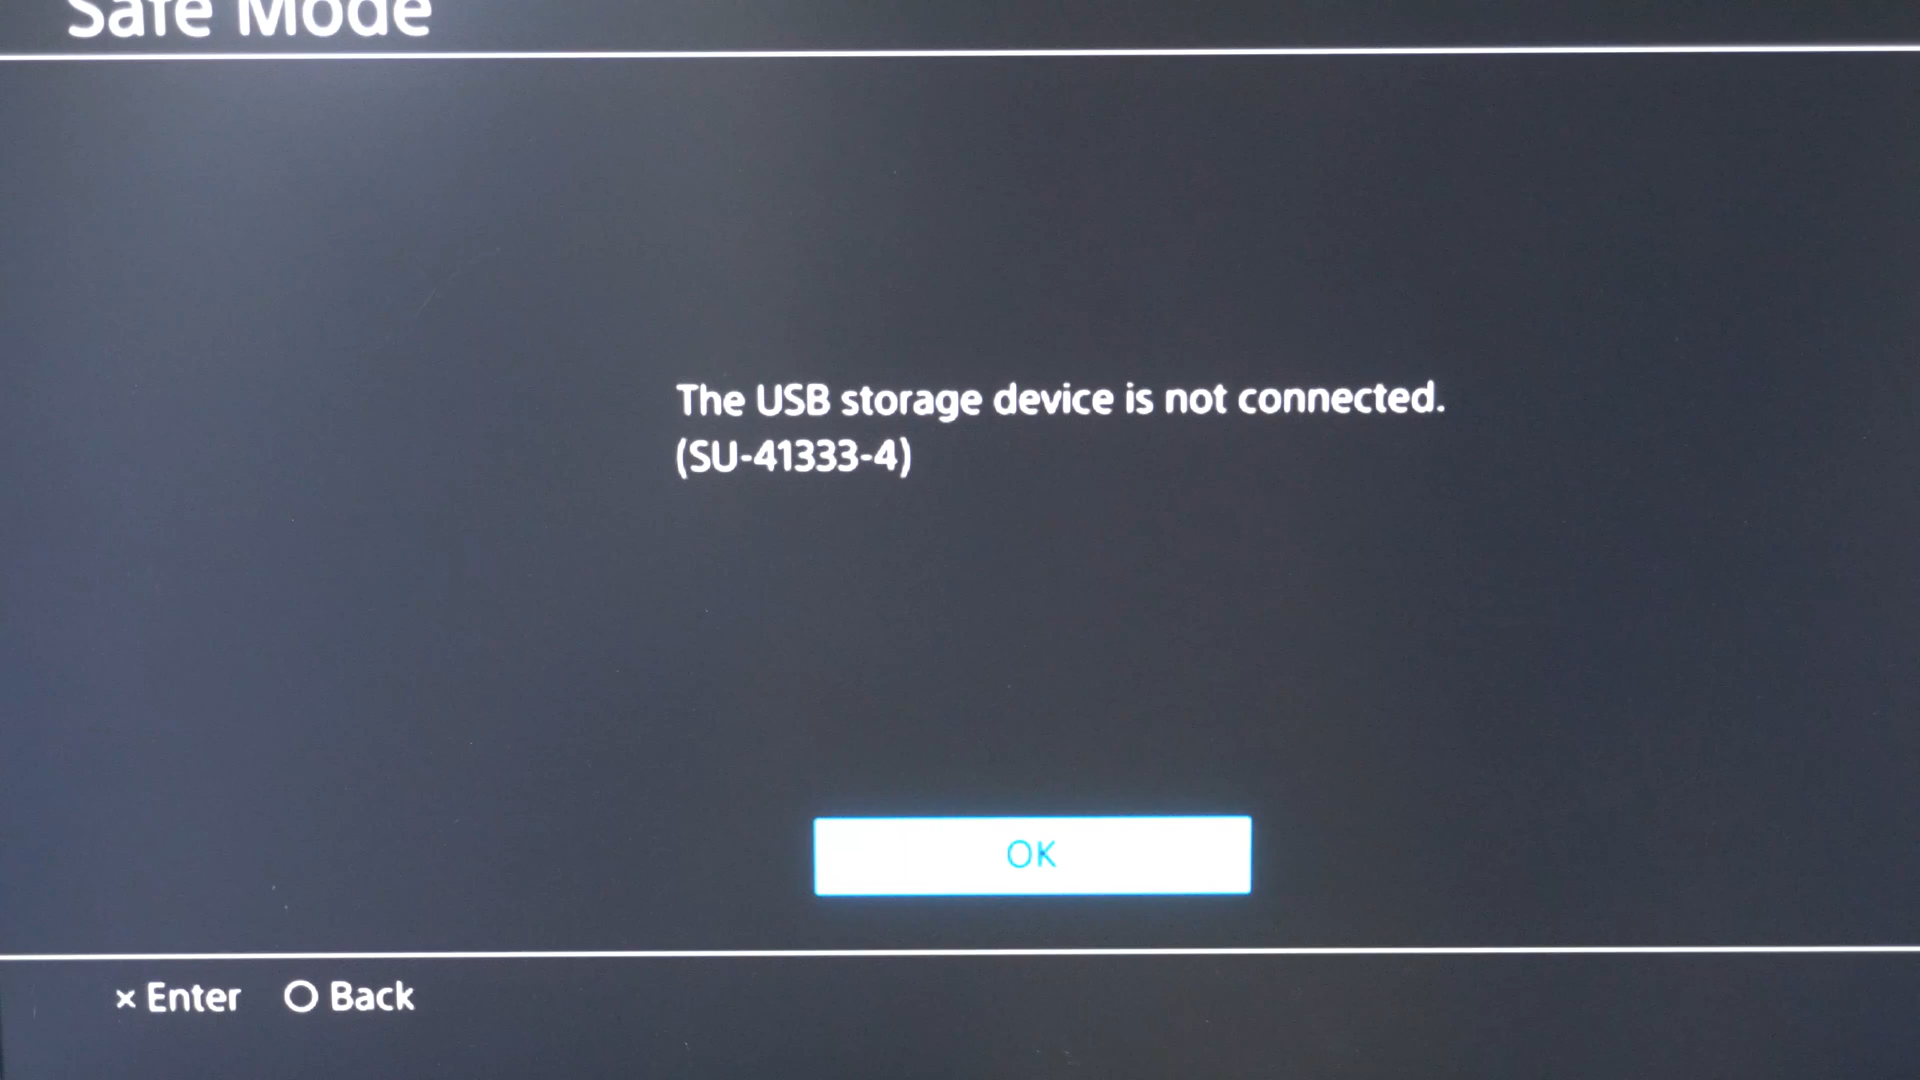 Safe Mode
The USB storage device is not connected.
(SU-41333-4)
OK
× Enter ○ Back